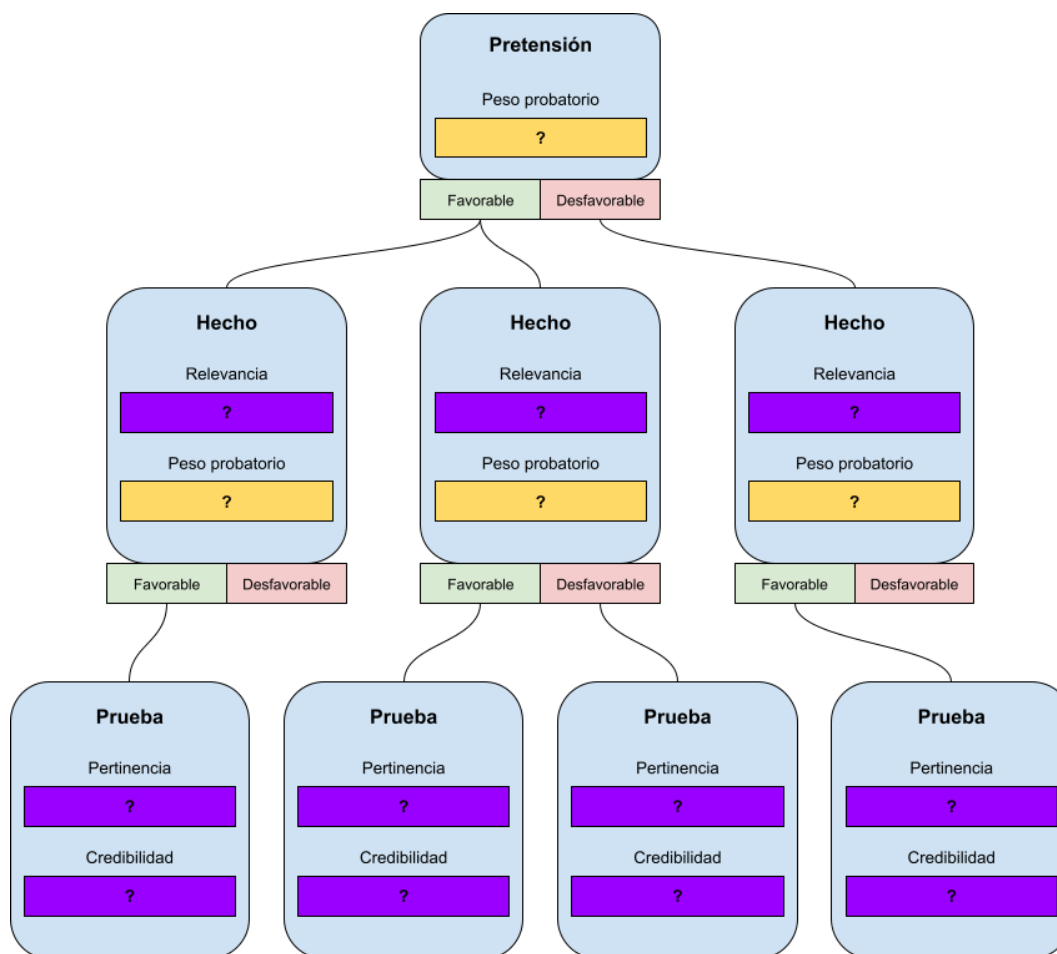 Pretensión
Peso probatorio
?
Favorable Desfavorable
Hecho Hecho Hecho
Relevancia Relevancia Relevancia
? ? ?
Peso probatorio Peso probatorio Peso probatorio
? ? ?
Favorable Desfavorable Favorable Desfavorable Favorable Desfavorable
Prueba Prueba Prueba Prueba
Pertinencia Pertinencia Pertinencia Pertinencia
? ? ? ?
Credibilidad Credibilidad Credibilidad Credibilidad
? ? ? ?